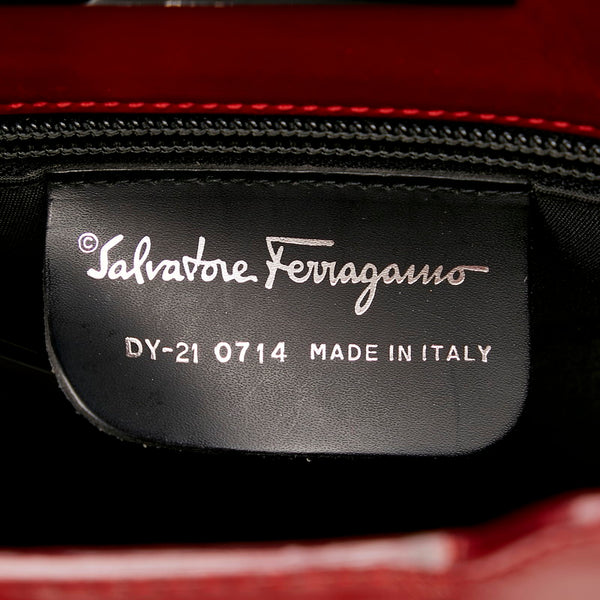 ©Salvatore Ferragamo
DY-21 0714 MADE IN ITALY